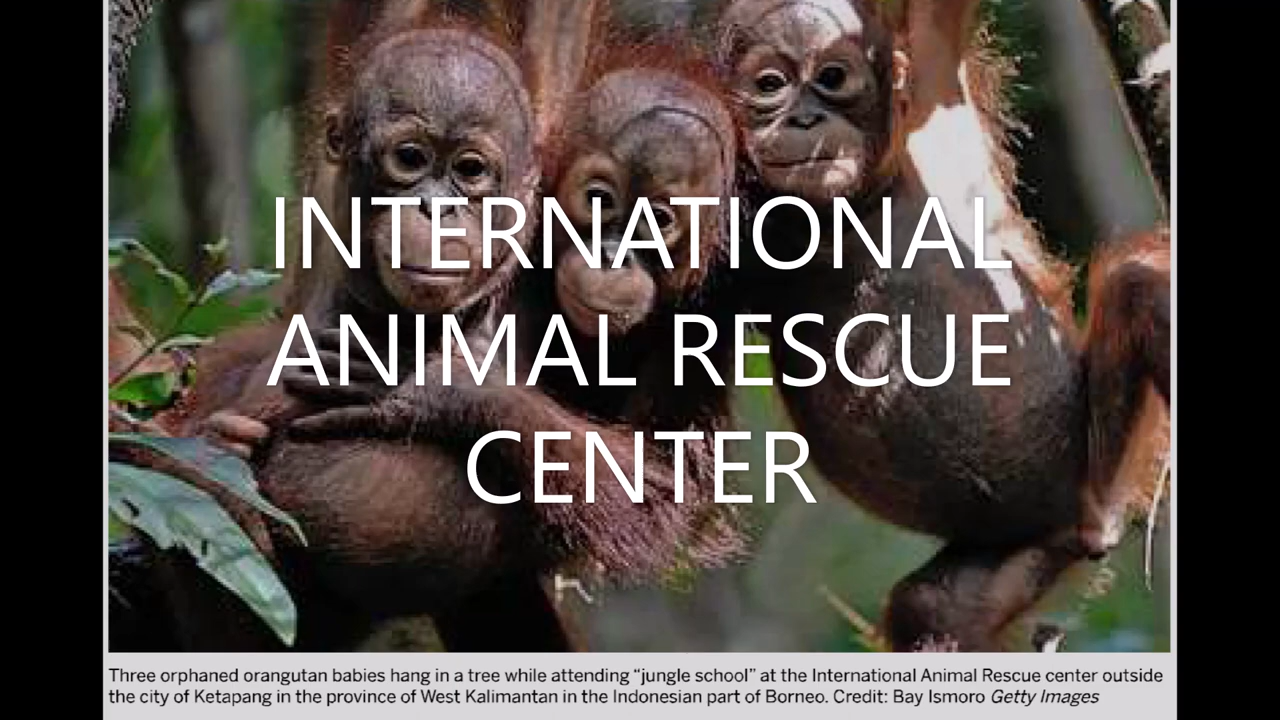 INTERNATIONAL
ANIMAL RESCUE
CENTER
Three orphaned orangutan babies hang in a tree while attending “jungle school” at the International Animal Rescue center outside
the city of Ketapang in the province of West Kalimantan in the Indonesian part of Borneo. Credit: Bay Ismoro Getty Images